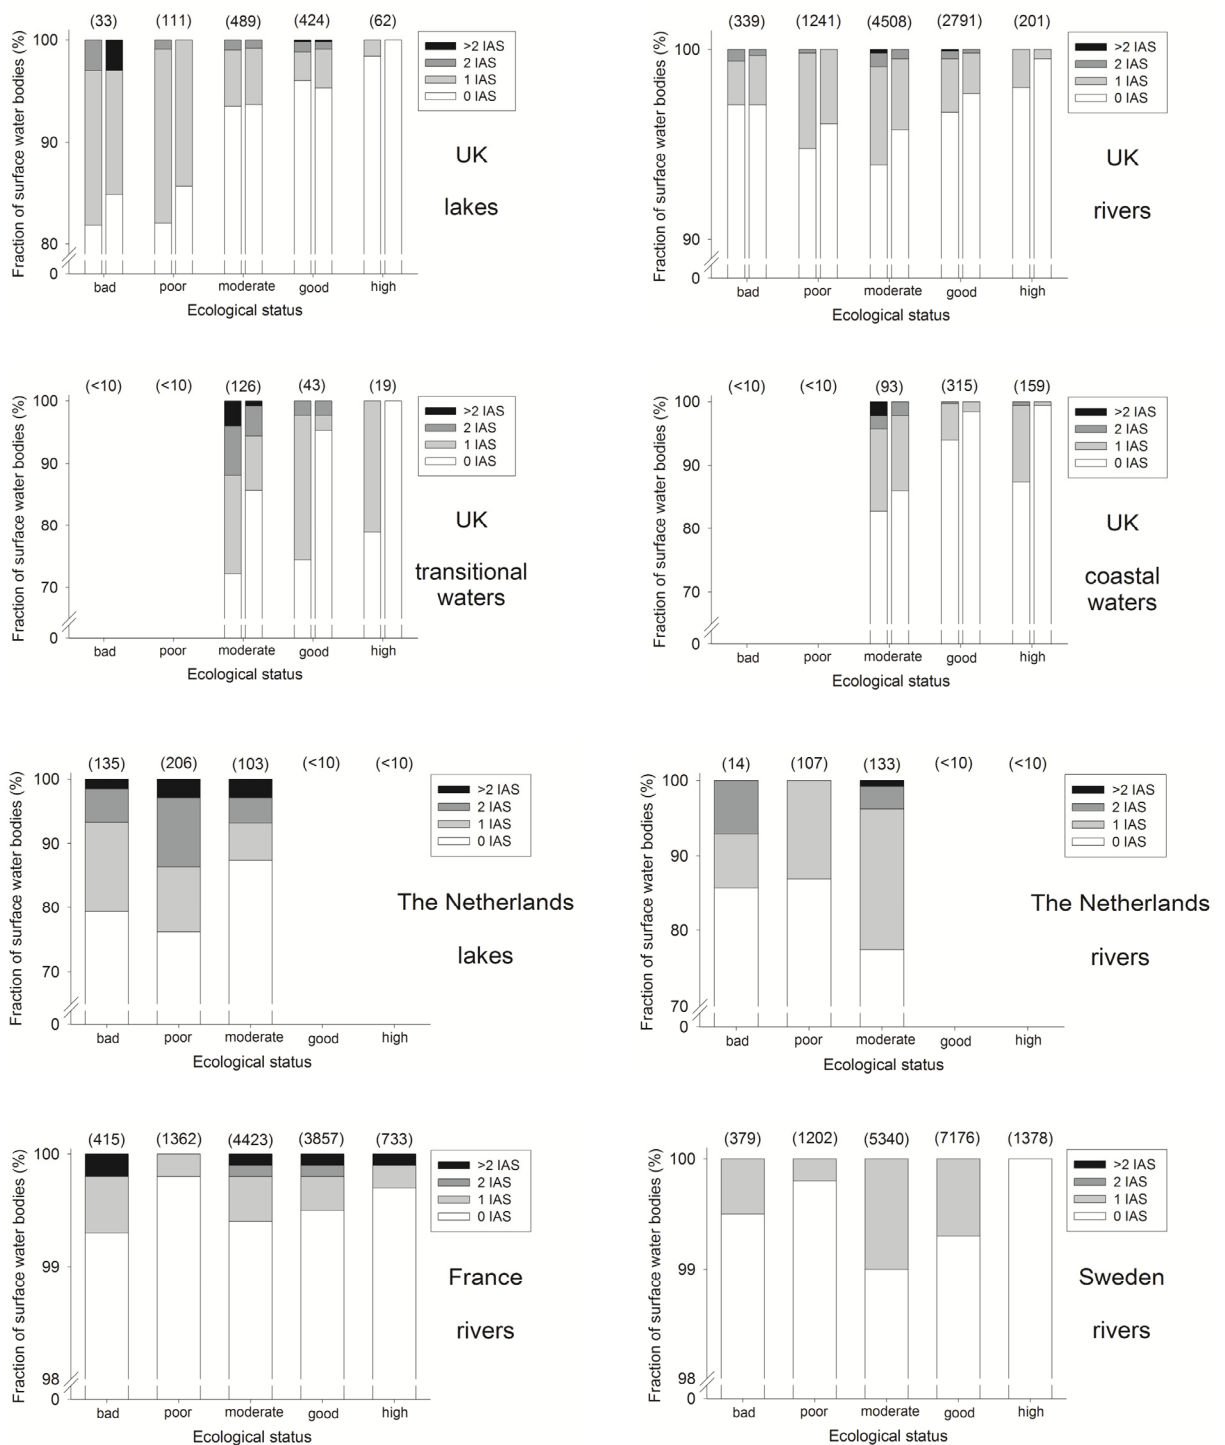 (33) (111) (489) (424) (62)
Fraction of surface water bodies (%)
100
90
80
0
>2 IAS
2 IAS
1 IAS
0 IAS
UK
lakes
bad poor moderate good high
Ecological status
(339) (1241) (4508) (2791) (201)
Fraction of surface water bodies (%)
100
90
0
>2 IAS
2 IAS
1 IAS
0 IAS
UK
rivers
bad poor moderate good high
Ecological status
(<10) (<10) (126) (43) (19)
Fraction of surface water bodies (%)
100
90
80
70
0
>2 IAS
2 IAS
1 IAS
0 IAS
UK
transitional
waters
bad poor moderate good high
Ecological status
(<10) (<10) (93) (315) (159)
Fraction of surface water bodies (%)
100
90
80
70
0
>2 IAS
2 IAS
1 IAS
0 IAS
UK
coastal
waters
bad poor moderate good high
Ecological status
(135) (206) (103) (<10) (<10)
Fraction of surface water bodies (%)
100
90
80
70
0
>2 IAS
2 IAS
1 IAS
0 IAS
The Netherlands
lakes
bad poor moderate good high
Ecological status
(14) (107) (133) (<10) (<10)
Fraction of surface water bodies (%)
100
90
80
70
0
>2 IAS
2 IAS
1 IAS
0 IAS
The Netherlands
rivers
bad poor moderate good high
Ecological status
(415) (1362) (4423) (3857) (733)
Fraction of surface water bodies (%)
100
99
98
0
>2 IAS
2 IAS
1 IAS
0 IAS
France
rivers
bad poor moderate good high
Ecological status
(379) (1202) (5340) (7176) (1378)
Fraction of surface water bodies (%)
100
99
98
0
>2 IAS
2 IAS
1 IAS
0 IAS
Sweden
rivers
bad poor moderate good high
Ecological status